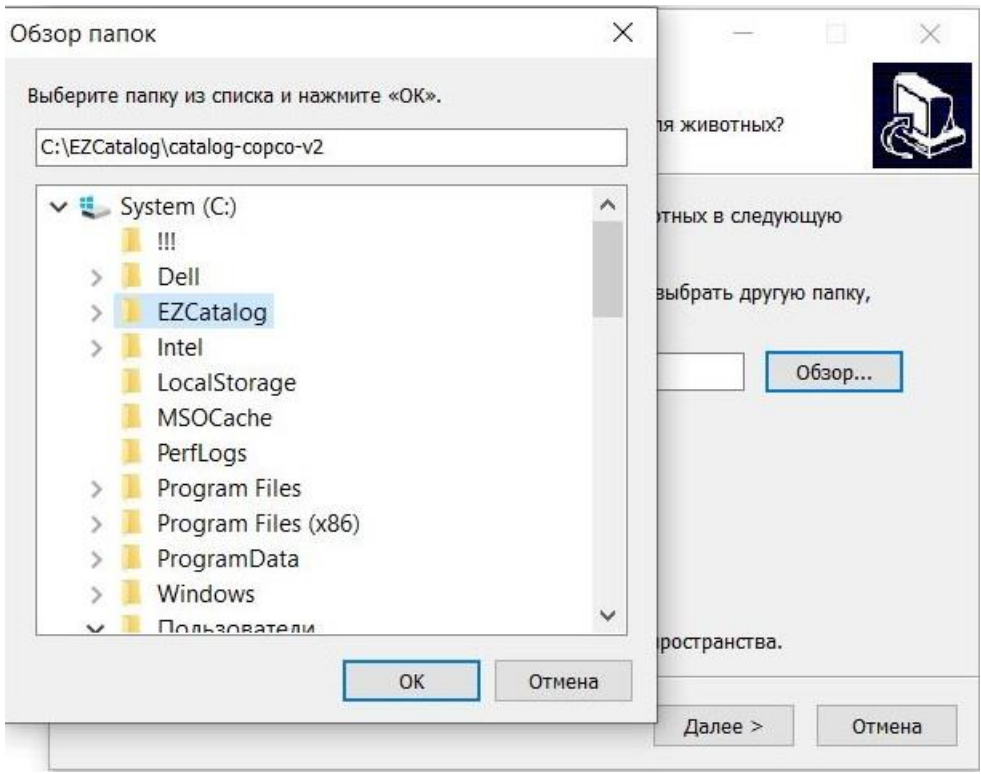 Обзор папок
Выберите папку из списка и нажмите «ОК».
C:\EZCatalog\catalog-copco-v2
System (C:)
!!!
Dell
EZCatalog
Intel
LocalStorage
MSOCache
PerfLogs
Program Files
Program Files (x86)
ProgramData
Windows
Пользователи
ОК
Отмена
ля животных?
отных в следующую
выбрать другую папку,
Обзор...
пространства.
Далее >
Отмена